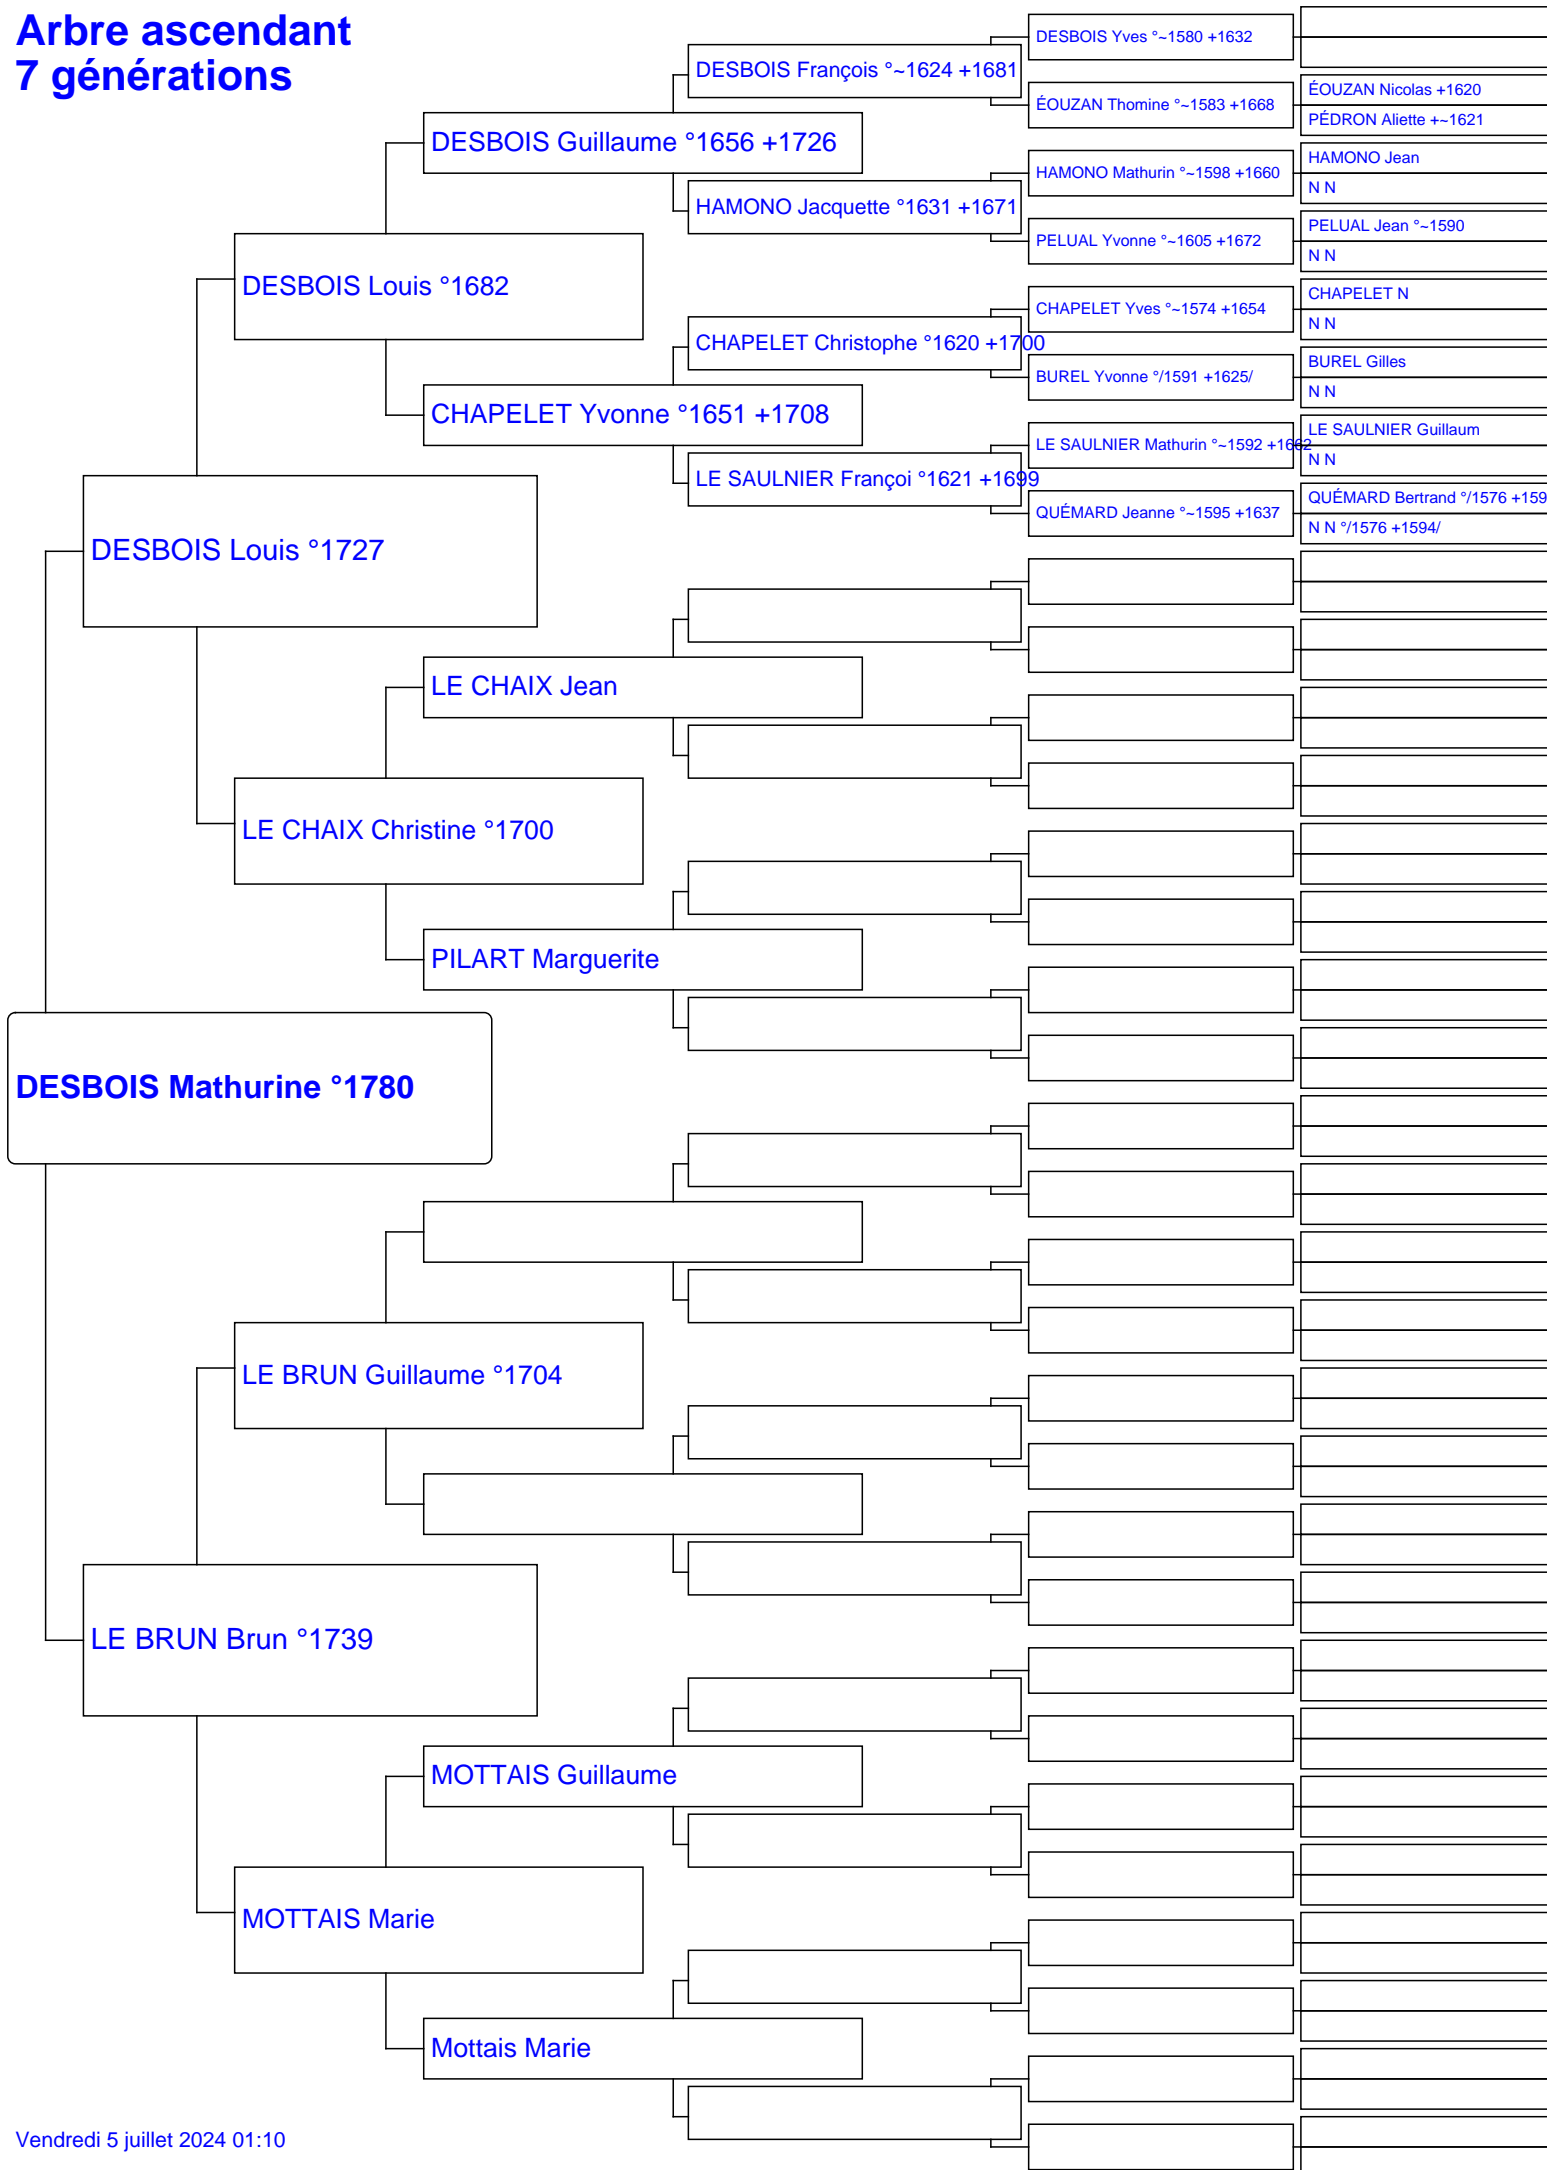 Arbre ascendant
7 générations
DESBOIS Mathurine °1780
DESBOIS Louis °1727
LE BRUN Brun °1739
DESBOIS Louis °1682
LE CHAIX Christine °1700
LE BRUN Guillaume °1704
MOTTAIS Marie
DESBOIS Guillaume °1656 +1726
CHAPELET Yvonne °1651 +1708
LE CHAIX Jean
PILART Marguerite
MOTTAIS Guillaume
Mottais Marie
DESBOIS François °~1624 +1681
HAMONO Jacquette °1631 +1671
CHAPELET Christophe °1620 +1700
LE SAULNIER Françoi °1621 +1699
DESBOIS Yves °~1580 +1632
ÉOUZAN Thomine °~1583 +1668
HAMONO Mathurin °~1598 +1660
PELUAL Yvonne °~1605 +1672
CHAPELET Yves °~1574 +1654
BUREL Yvonne °/1591 +1625/
LE SAULNIER Mathurin °~1592 +1662
QUÉMARD Jeanne °~1595 +1637
ÉOUZAN Nicolas +1620
PÉDRON Aliette +~1621
HAMONO Jean
N N
PELUAL Jean °~1590
N N
CHAPELET N
N N
BUREL Gilles
N N
LE SAULNIER Guillaum
N N
QUÉMARD Bertrand °/1576 +159
N N °/1576 +1594/
Vendredi 5 juillet 2024 01:10